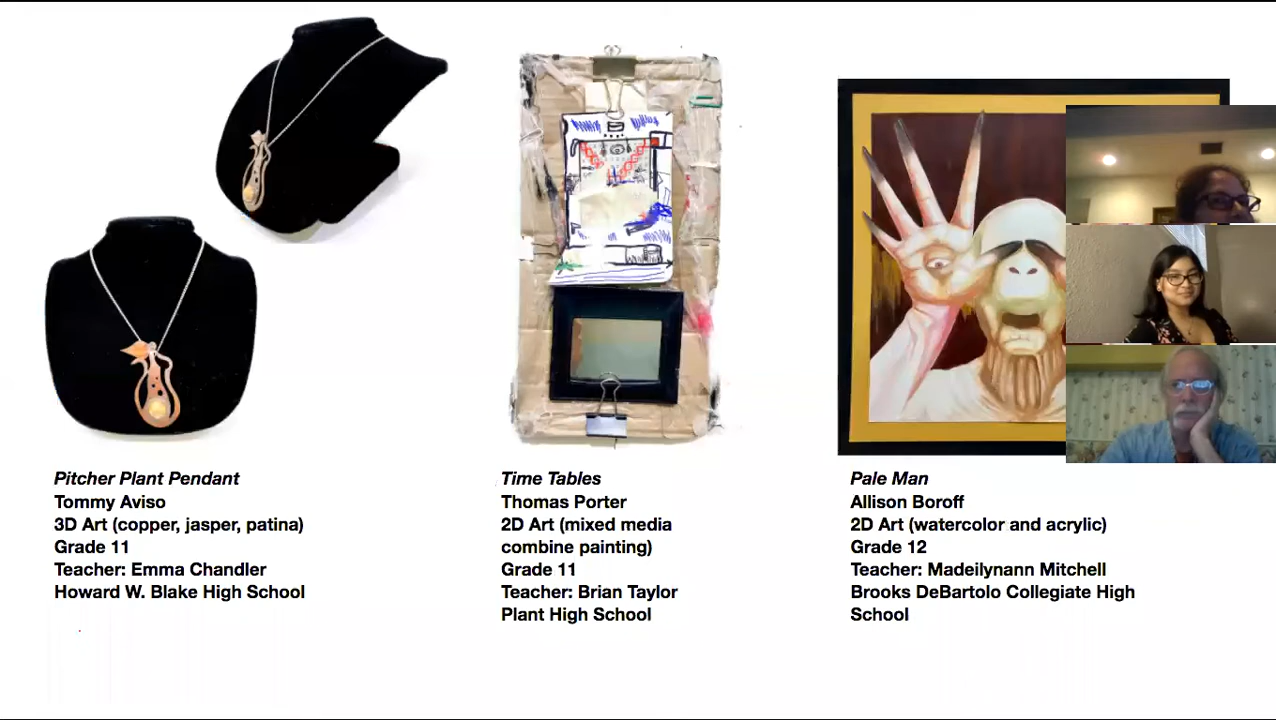 Pitcher Plant Pendant
Tommy Aviso
3D Art (copper, jasper, patina)
Grade 11
Teacher: Emma Chandler
Howard W. Blake High School
Time Tables
Thomas Porter
2D Art (mixed media
combine painting)
Grade 11
Teacher: Brian Taylor
Plant High School
Pale Man
Allison Boroff
2D Art (watercolor and acrylic)
Grade 12
Teacher: Madeilynann Mitchell
Brooks DeBartolo Collegiate High
School